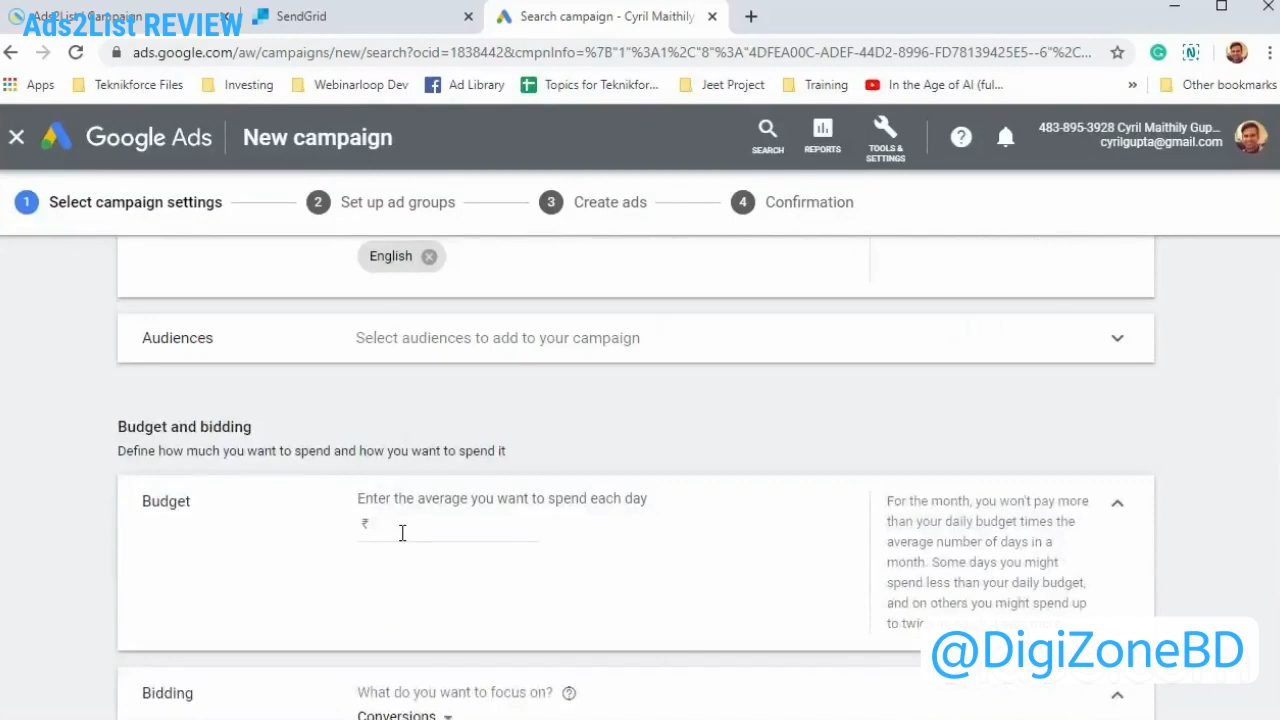 Ads2List REVIEW
SendGrid
Search campaign - Cyril Maithily
ads.google.com/aw/campaigns/new/search?ocid=1838442&cmpnInfo=%7B"1"%3A1%2C"8"%3A"4DFEA00C-ADEF-44D2-8996-FD78139425E5--6"%2C...
Apps
Teknikforce Files
Investing
Webinarloop Dev
Ad Library
Topics for Teknikfor...
Jeet Project
Training
In the Age of AI (ful...
»
Other bookmarks
Google Ads
New campaign
SEARCH
REPORTS
TOOLS &
SETTINGS
483-895-3928 Cyril Maithily Gup...
cyrilgupta@gmail.com
1 Select campaign settings
2 Set up ad groups
3 Create ads
4 Confirmation
English
Audiences
Select audiences to add to your campaign
Budget and bidding
Define how much you want to spend and how you want to spend it
Budget
Enter the average you want to spend each day
₹
For the month, you won't pay more
than your daily budget times the
average number of days in a
month. Some days you might
spend less than your daily budget,
and on others you might spend up
to twice
@DigiZoneBD
Bidding
What do you want to focus on?
Conversions